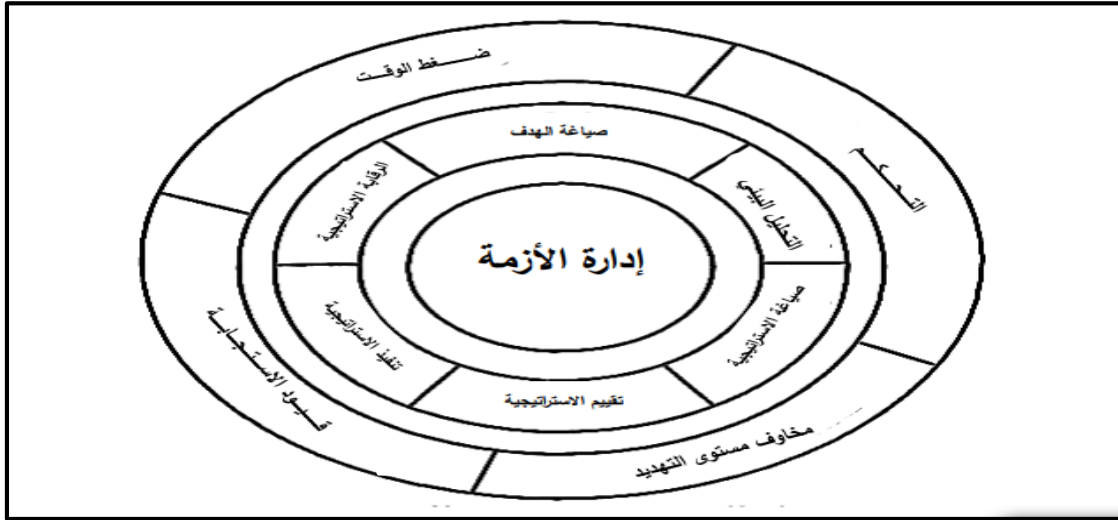 ضغط الوقت
التحكم
صياغة الهدف
الرقابة الاستراتيجية
التحليل البيئي
إدارة الأزمة
صياغة الاستراتيجية
تنفيذ الاستراتيجية
تقييم الاستراتيجية
قيود الاستجابة
مخاوف مستوى التهديد